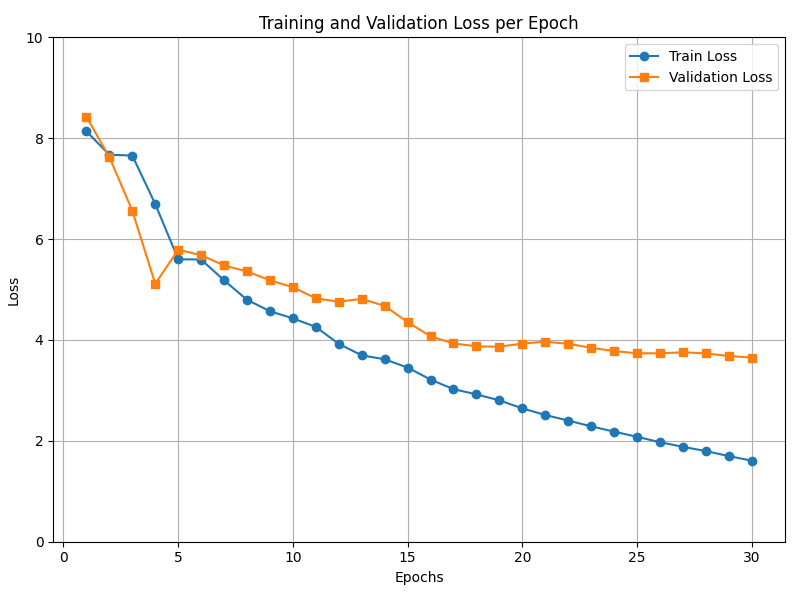 Training and Validation Loss per Epoch
10
8
6
4
2
0
Loss
Train Loss
Validation Loss
0 5 10 15 20 25 30
Epochs